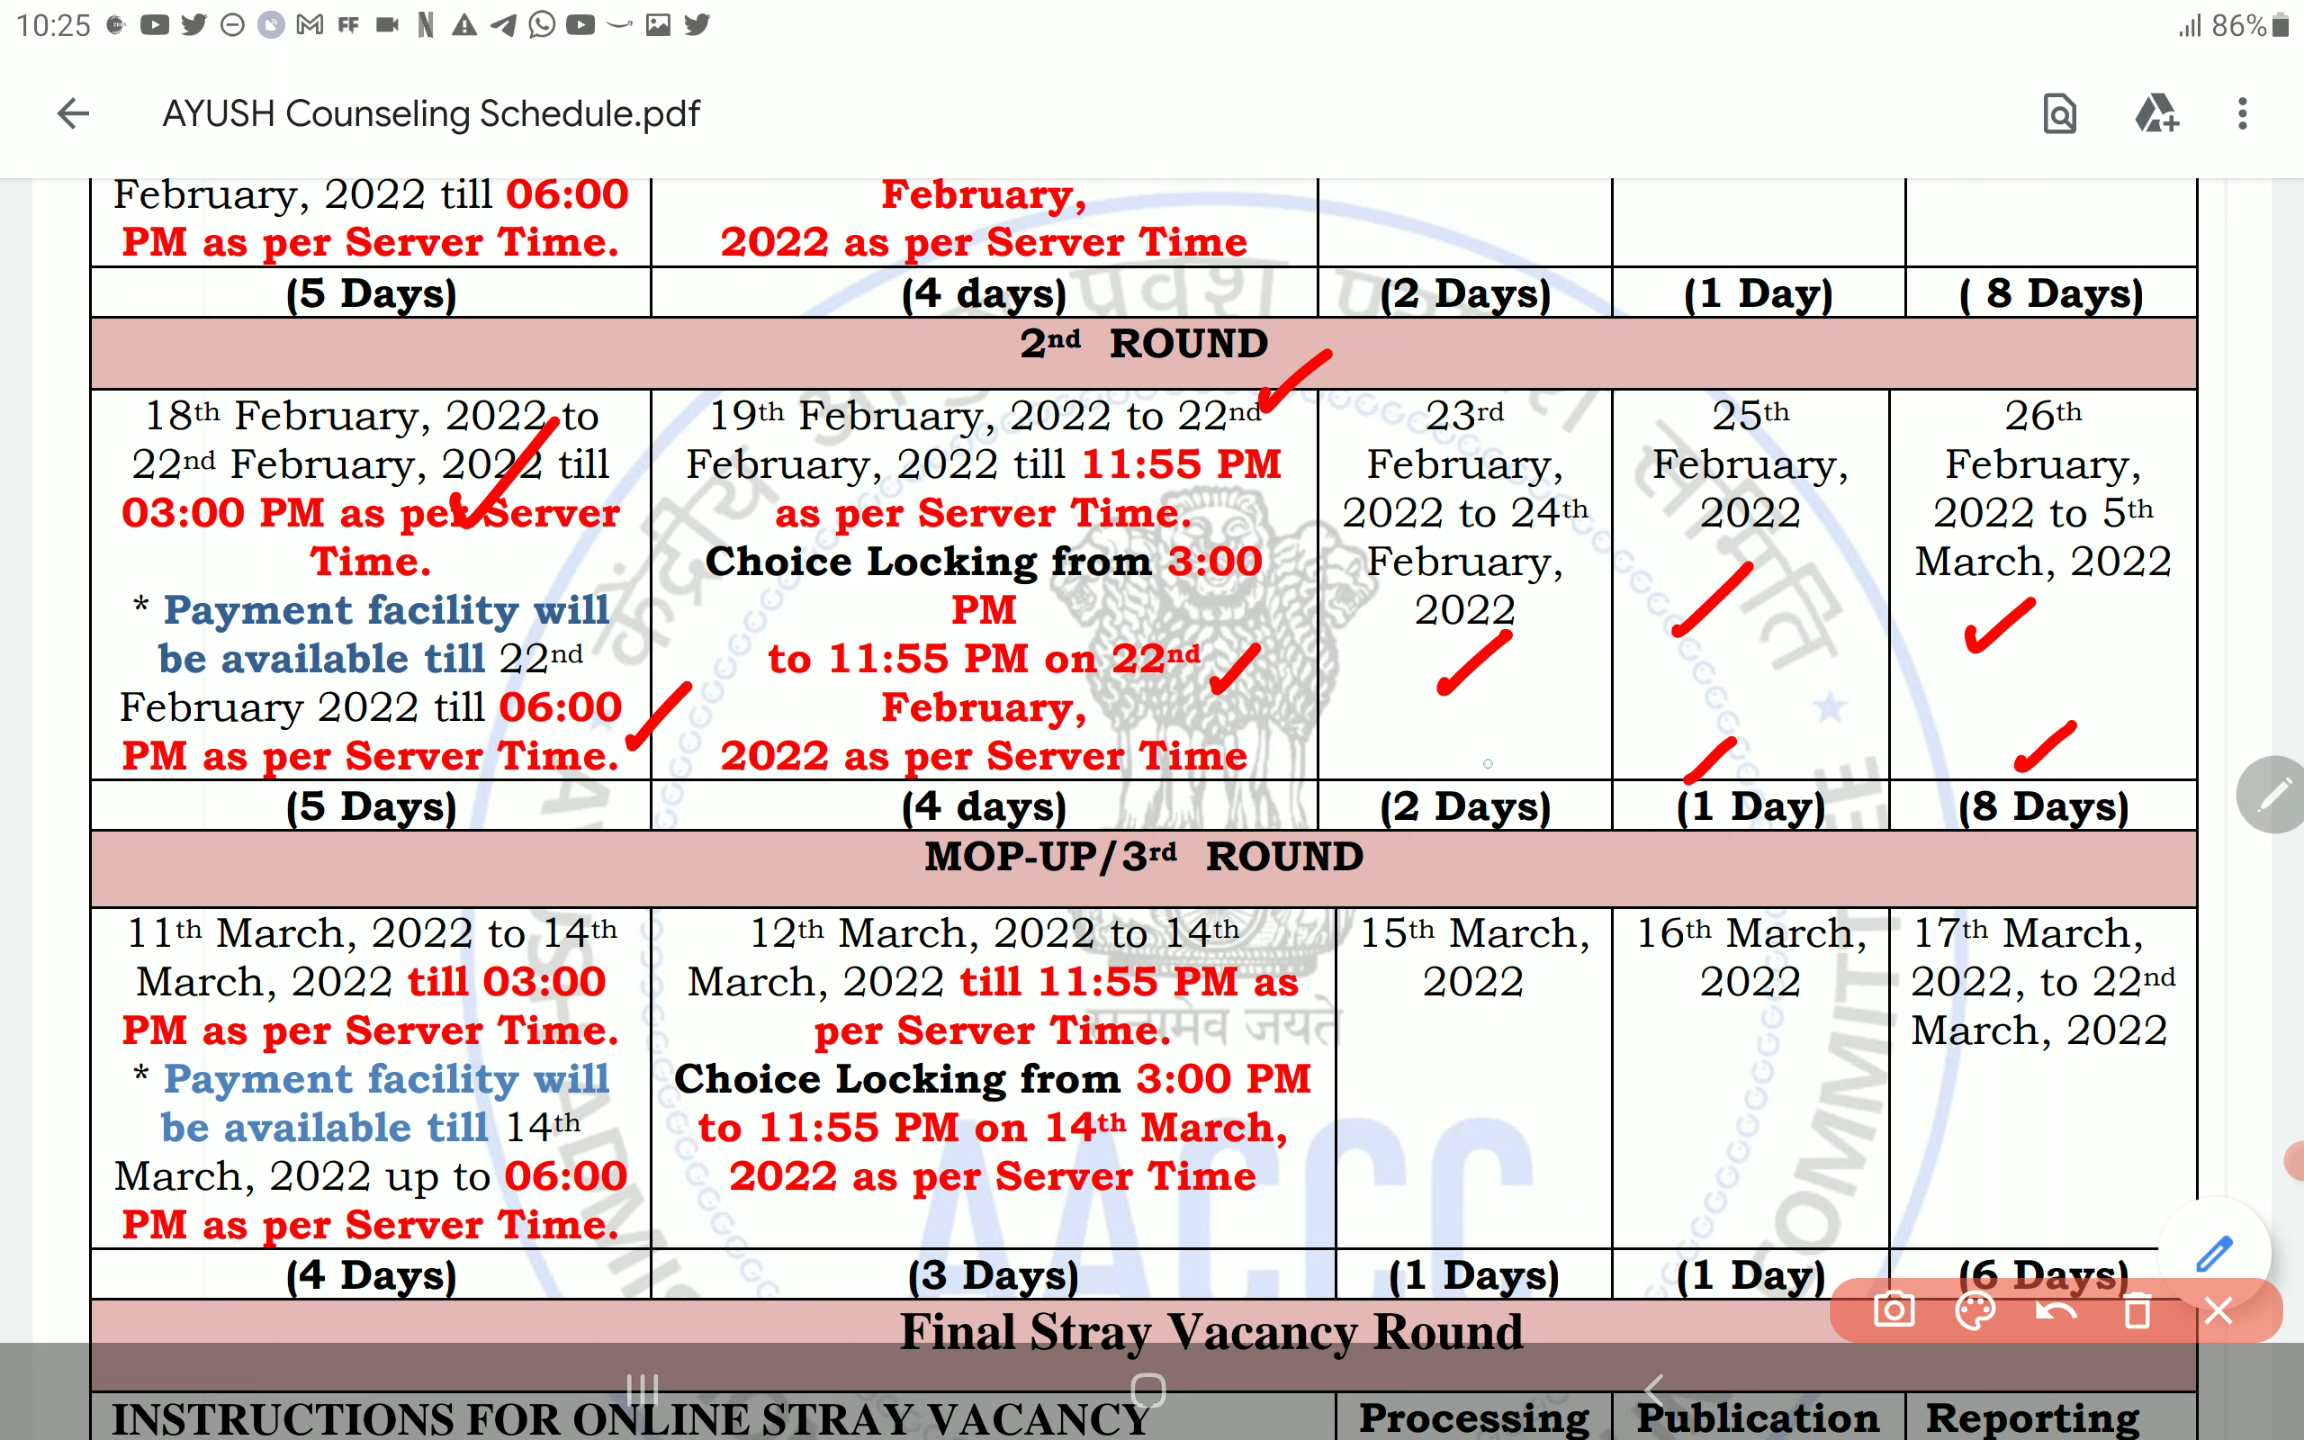 10:25
86%
AYUSH Counseling Schedule.pdf
February, 2022 till 06:00
PM as per Server Time.
February,
2022 as per Server Time
(5 Days)
(4 days)
(2 Days)
(1 Day)
( 8 Days)
2nd ROUND
18th February, 2022 to
22nd February, 2022 till
03:00 PM as per Server
Time.
* Payment facility will
be available till 22nd
February 2022 till 06:00
PM as per Server Time.
19th February, 2022 to 22nd
February, 2022 till 11:55 PM
as per Server Time.
Choice Locking from 3:00
PM
to 11:55 PM on 22nd
February,
2022 as per Server Time
23rd
February,
2022 to 24th
February,
2022
25th
February,
2022
26th
February,
2022 to 5th
March, 2022
(5 Days)
(4 days)
(2 Days)
(1 Day)
(8 Days)
MOP-UP/3rd ROUND
11th March, 2022 to 14th
March, 2022 till 03:00
PM as per Server Time.
* Payment facility will
be available till 14th
March, 2022 up to 06:00
PM as per Server Time.
12th March, 2022 to 14th
March, 2022 till 11:55 PM as
per Server Time.
Choice Locking from 3:00 PM
to 11:55 PM on 14th March,
2022 as per Server Time
15th March,
2022
16th March,
2022
17th March,
2022, to 22nd
March, 2022
(4 Days)
(3 Days)
(1 Days)
(1 Day)
(6 Days)
Final Stray Vacancy Round
INSTRUCTIONS FOR ONLINE STRAY VACANCY
Processing
Publication
Reporting
केंद्रीय
समिति
AACCC